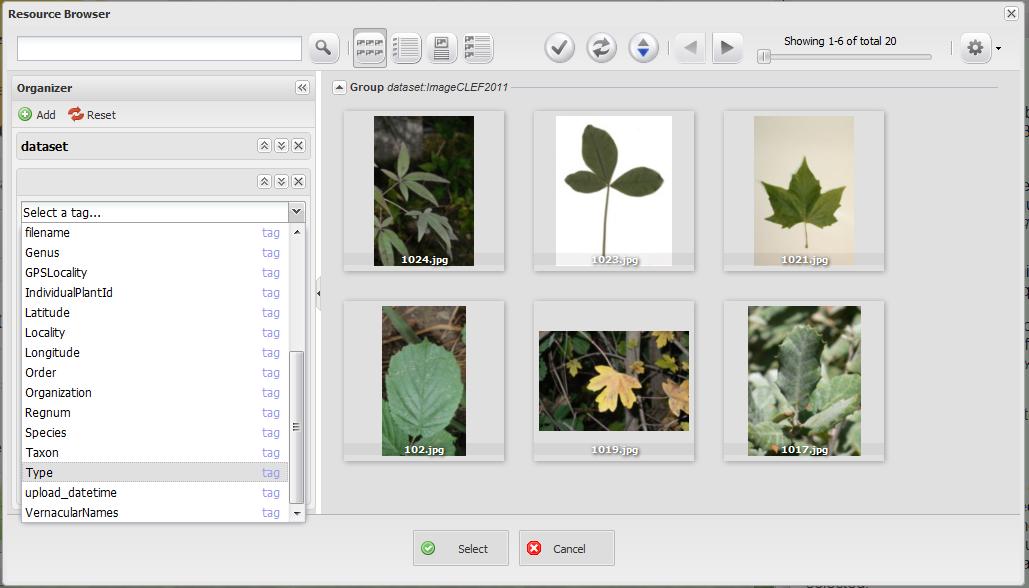 Resource Browser
Showing 1-6 of total 20
Organizer
Add Reset
dataset
Select a tag...
filename tag
Genus tag
GPSLocality tag
IndividualPlantId tag
Latitude tag
Locality tag
Longitude tag
Order tag
Organization tag
Regnum tag
Species tag
Taxon tag
Type tag
upload_datetime tag
VernacularNames tag
Group dataset:ImageCLEF2011
1024.jpg 1023.jpg 1021.jpg
102.jpg 1019.jpg 1017.jpg
Select Cancel